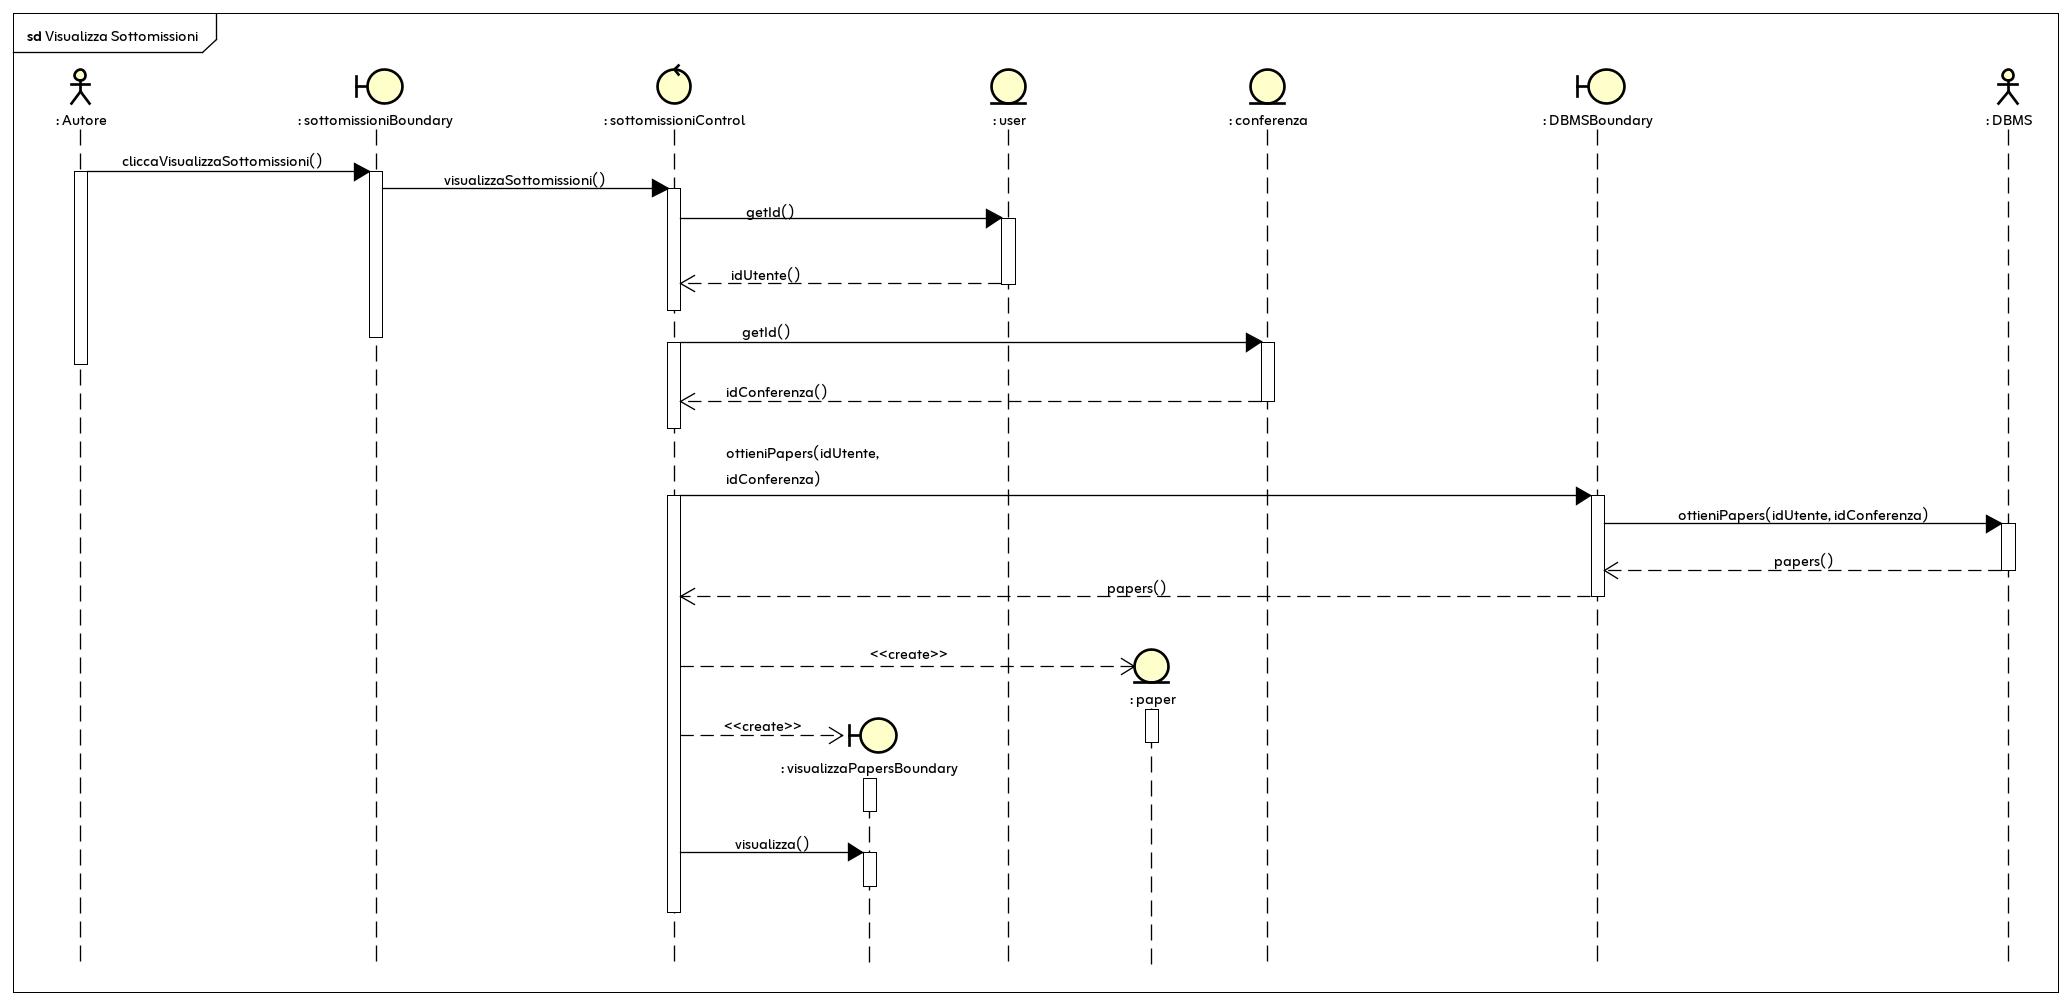 sd Visualizza Sottomissioni
: Autore
: sottomissioniBoundary
: sottomissioniControl
: user
: conferenza
: DBMSBoundary
: DBMS
cliccaVisualizzaSottomissioni()
visualizzaSottomissioni()
getId()
idUtente()
getId()
idConferenza()
ottieniPapers(idUtente,
idConferenza)
ottieniPapers(idUtente, idConferenza)
papers()
papers()
<<create>>
: paper
<<create>>
: visualizzaPapersBoundary
visualizza()